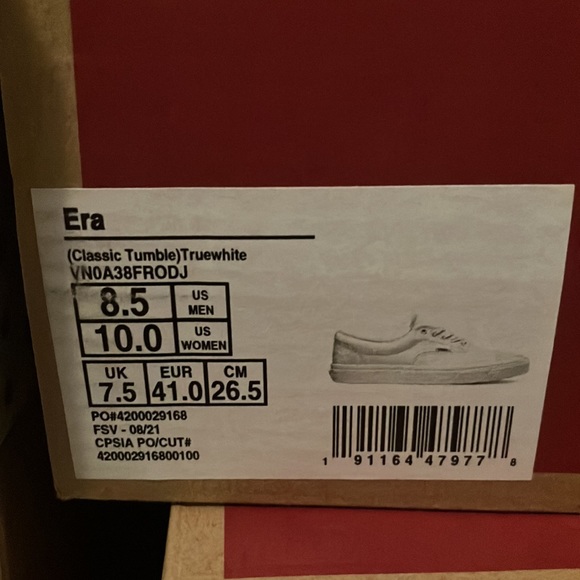 Era
(Classic Tumble)Truewhite
VN0A38FRODJ
8.5 US MEN
10.0 US WOMEN
UK EUR CM
7.5 41.0 26.5
PO#4200029168
FSV - 08/21
CPSIA PO/CUT#
420002916800100
1 91164 47977 8